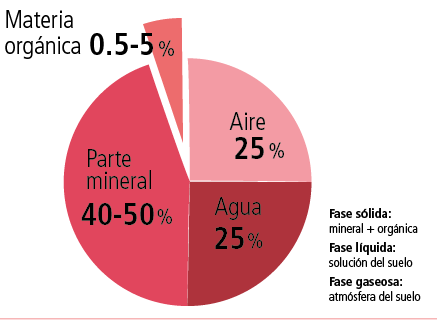 Materia
orgánica 0.5-5 %
Aire
25 %
Parte
mineral
40-50 %
Agua
25 %
Fase sólida:
mineral + orgánica
Fase líquida:
solución del suelo
Fase gaseosa:
atmósfera del suelo